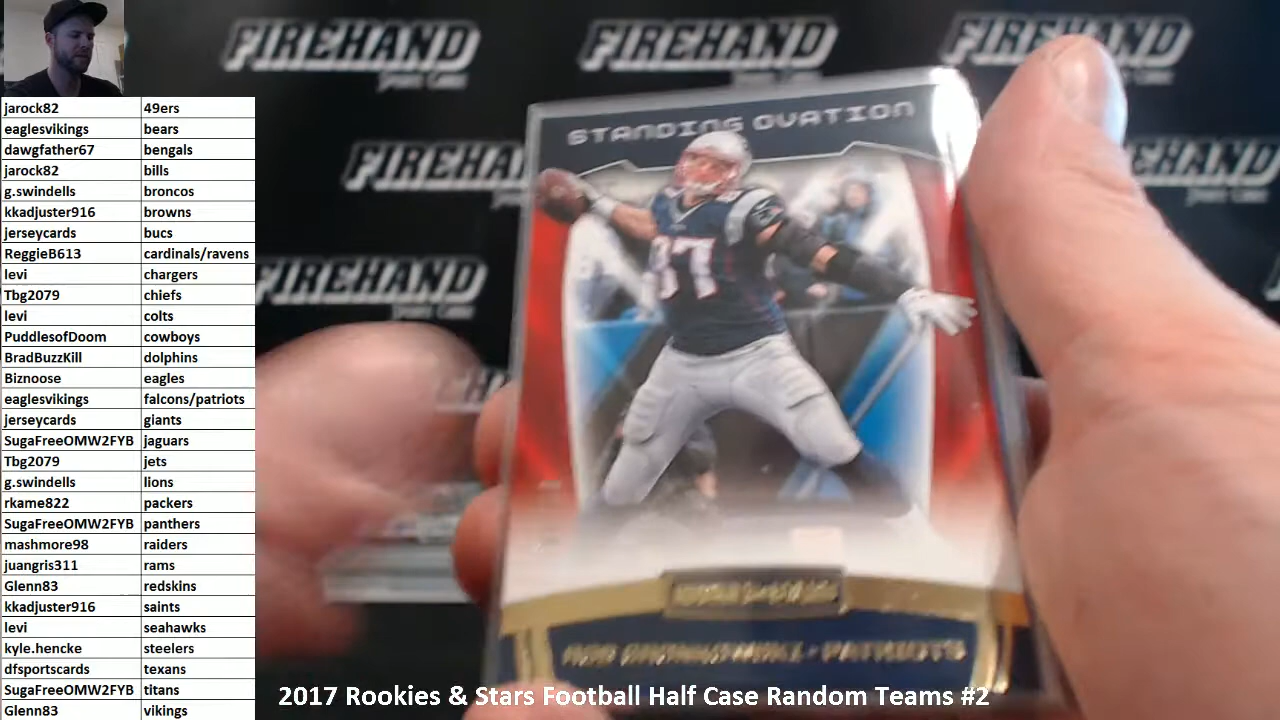 jarock82 49ers
eaglesvikings bears
dawgfather67 bengals
jarock82 bills
g.swindells broncos
kkadjuster916 browns
jerseycards bucs
ReggieB613 cardinals/ravens
levi chargers
Tbg2079 chiefs
levi colts
PuddlesofDoom cowboys
BradBuzzKill dolphins
Biznoose eagles
eaglesvikings falcons/patriots
jerseycards giants
SugaFreeOMW2FYB jaguars
Tbg2079 jets
g.swindells lions
rkame822 packers
SugaFreeOMW2FYB panthers
mashmore98 raiders
juangris311 rams
Glenn83 redskins
kkadjuster916 saints
levi seahawks
kyle.hencke steelers
dfsportscards texans
SugaFreeOMW2FYB titans
Glenn83 vikings
FIREHAND FIREHAND FIREHAND
Sports Cards
FIREHAND
FIREHAND
STANDING OVATION
87
ROB GRONKOWSKI - PATRIOTS
2017 Rookies & Stars Football Half Case Random Teams #2